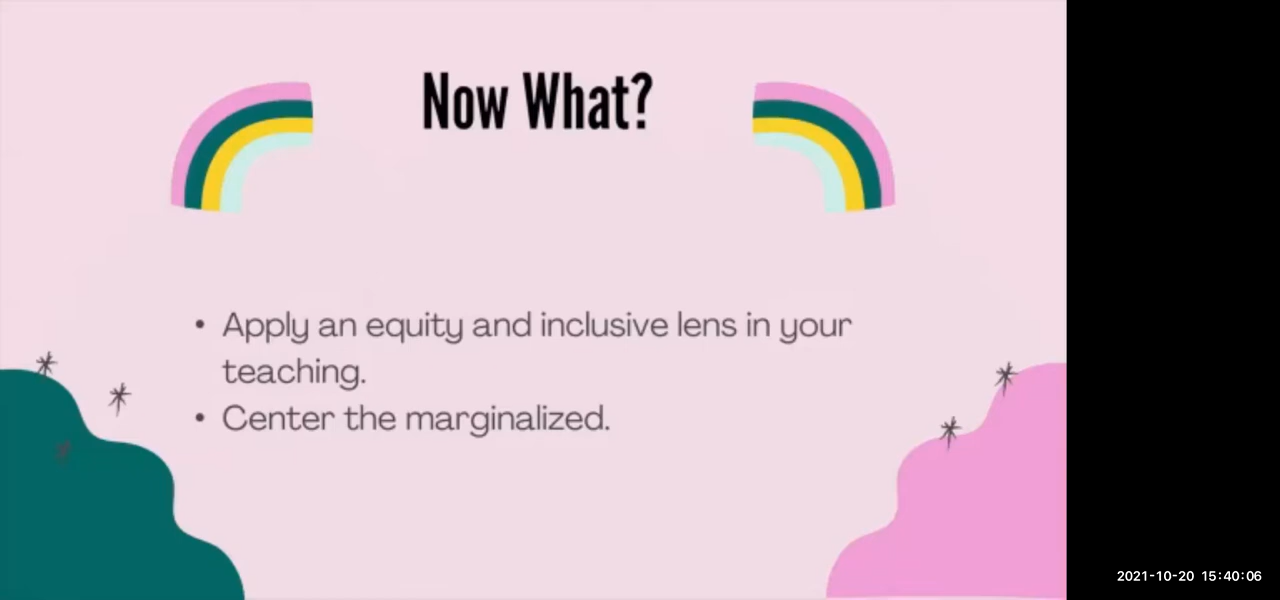 Now What?
• Apply an equity and inclusive lens in your
teaching.
• Center the marginalized.
2021-10-20 15:40:06